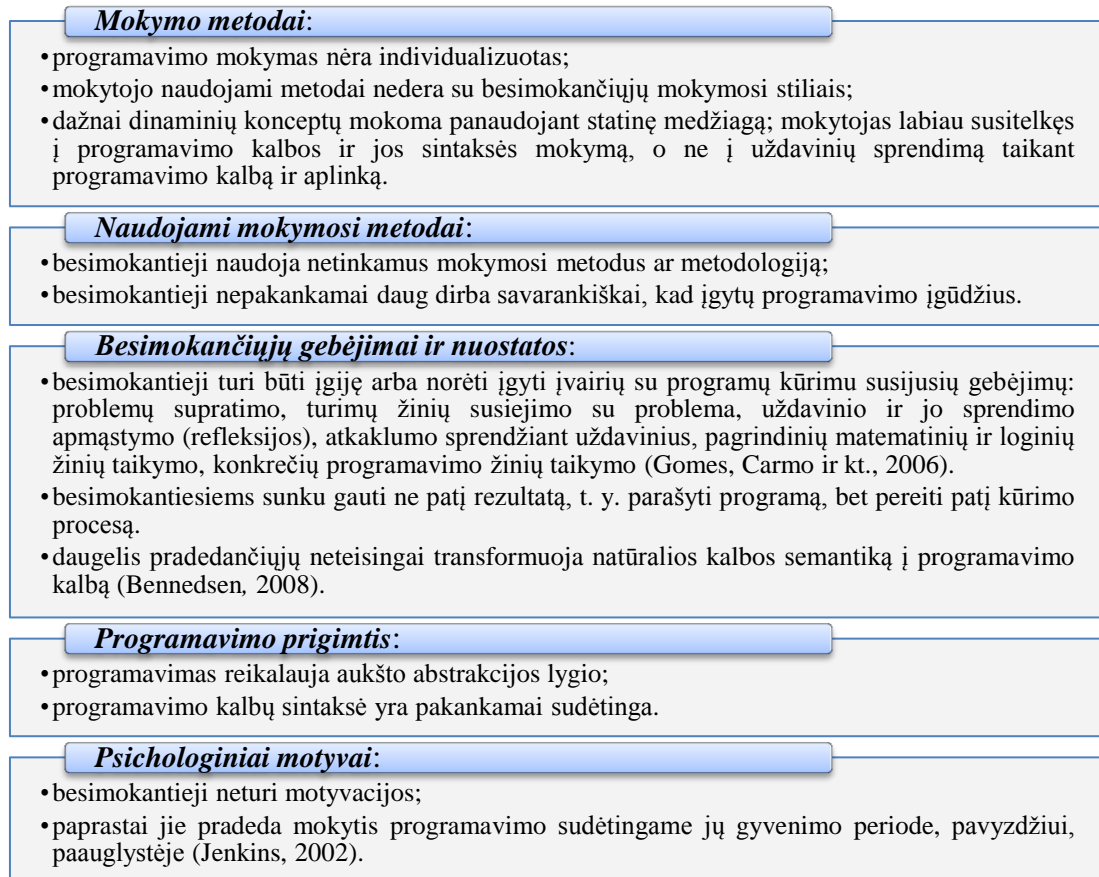 Mokymo metodai:
•programavimo mokymas nėra individualizuotas;
•mokytojo naudojami metodai nedera su besimokančiųjų mokymosi stiliais;
•dažnai dinaminių konceptų mokoma panaudojant statinę medžiagą; mokytojas labiau susitelkęs
į programavimo kalbos ir jos sintaksės mokymą, o ne į uždavinių sprendimą taikant
programavimo kalbą ir aplinką.
Naudojami mokymosi metodai:
•besimokantieji naudoja netinkamus mokymosi metodus ar metodologiją;
•besimokantieji nepakankamai daug dirba savarankiškai, kad įgytų programavimo įgūdžius.
Besimokančiųjų gebėjimai ir nuostatos:
•besimokantieji turi būti įgiję arba norėti įgyti įvairių su programų kūrimu susijusių gebėjimų:
problemų supratimo, turimų žinių susiejimo su problema, uždavinio ir jo sprendimo
apmąstymo (refleksijos), atkaklumo sprendžiant uždavinius, pagrindinių matematinių ir loginių
žinių taikymo, konkrečių programavimo žinių taikymo (Gomes, Carmo ir kt., 2006).
•besimokantiesiems sunku gauti ne patį rezultatą, t. y. parašyti programą, bet pereiti patį kūrimo
procesą.
•daugelis pradedančiųjų neteisingai transformuoja natūralios kalbos semantiką į programavimo
kalbą (Bennedsen, 2008).
Programavimo prigimtis:
•programavimas reikalauja aukšto abstrakcijos lygio;
•programavimo kalbų sintaksė yra pakankamai sudėtinga.
Psichologiniai motyvai:
•besimokantieji neturi motyvacijos;
•paprastai jie pradeda mokytis programavimo sudėtingame jų gyvenimo periode, pavyzdžiui,
paauglystėje (Jenkins, 2002).